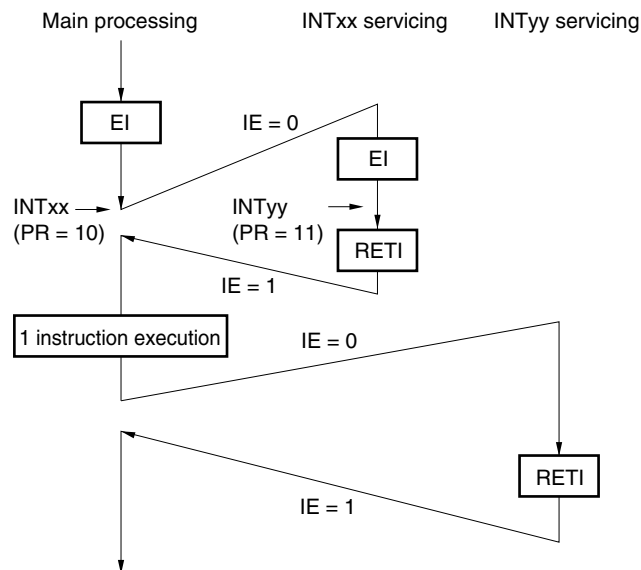 Main processing
INTxx servicing
INTyy servicing
EI
IE = 0
EI
INTxx
(PR = 10)
INTyy
(PR = 11)
RETI
IE = 1
1 instruction execution
IE = 0
RETI
IE = 1